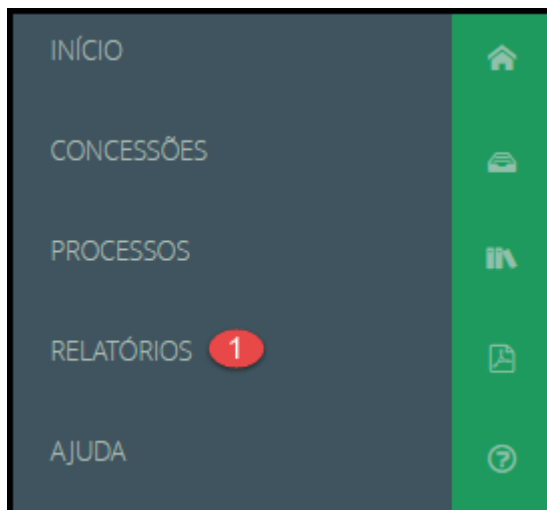 INÍCIO
CONCESSÕES
PROCESSOS
RELATÓRIOS 1
AJUDA